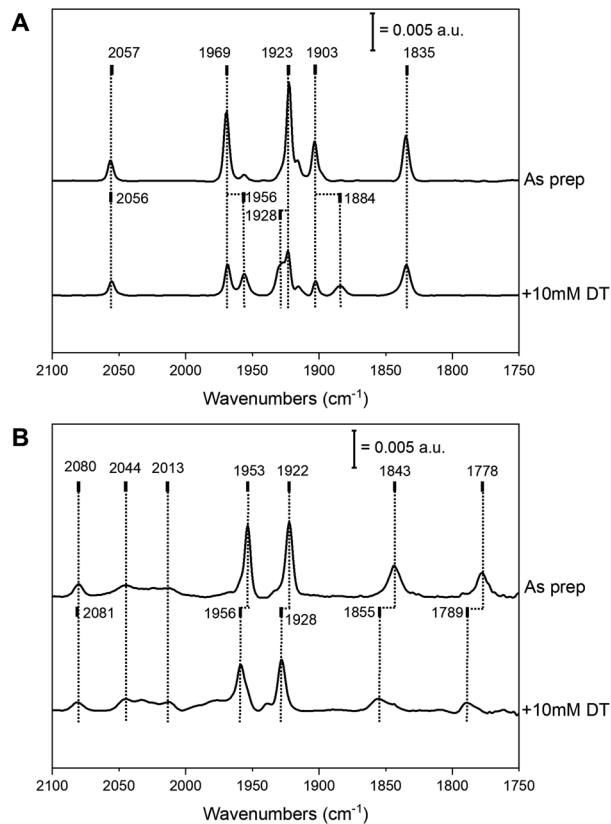 A
= 0.005 a.u.
2057 1969 1923 1903 1835
As prep
2056 1956 1884
1928
+10mM DT
2100 2050 2000 1950 1900 1850 1800 1750
Wavenumbers (cm⁻¹)
B
= 0.005 a.u.
2080 2044 2013 1953 1922 1843 1778
As prep
2081 1956 1928 1855 1789
+10mM DT
2100 2050 2000 1950 1900 1850 1800 1750
Wavenumbers (cm⁻¹)